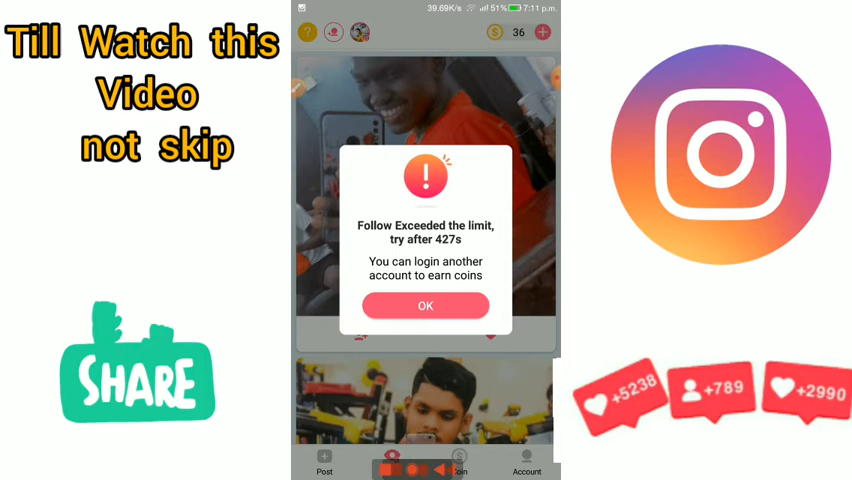 Till Watch this
Video
not skip
39.69K/s 51% 7:11 p.m.
? $ 36 +
!
Follow Exceeded the limit,
try after 427s
You can login another
account to earn coins
OK
SHARE
+5238 +789 +2990
Post Account